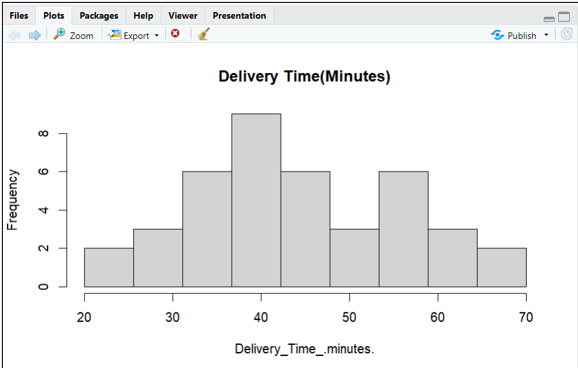 Files Plots Packages Help Viewer Presentation
Zoom Export Publish
Delivery Time(Minutes)
Frequency
8
6
4
2
0
20 30 40 50 60 70
Delivery_Time_.minutes.